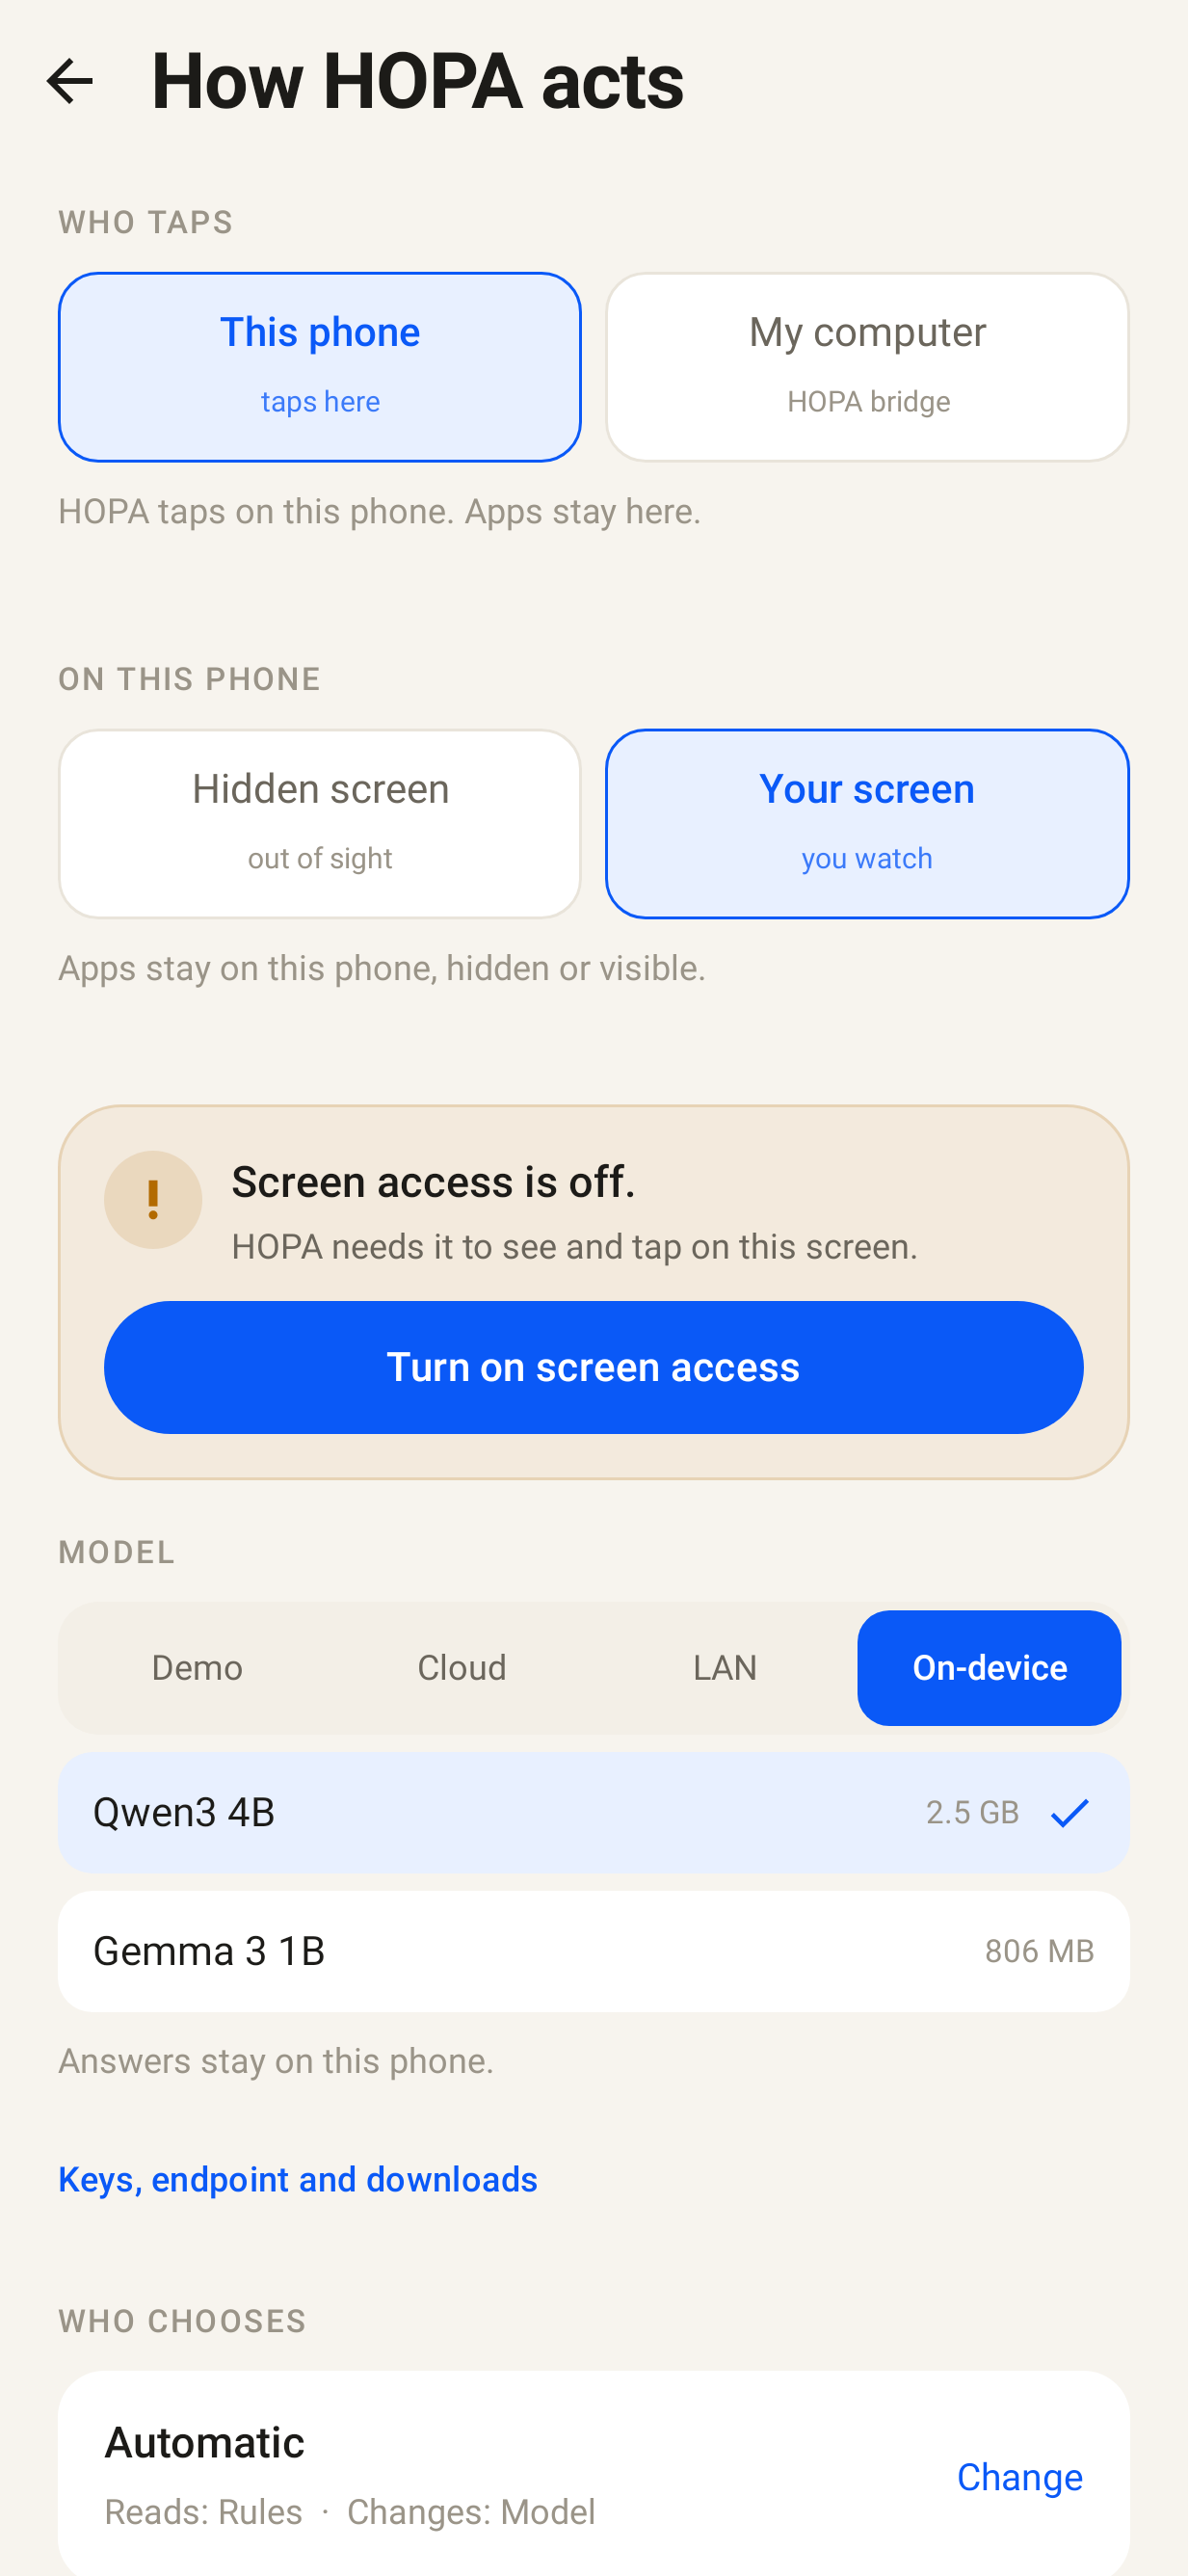 How HOPA acts
WHO TAPS
This phone
taps here
My computer
HOPA bridge
HOPA taps on this phone. Apps stay here.
ON THIS PHONE
Hidden screen
out of sight
Your screen
you watch
Apps stay on this phone, hidden or visible.
!
Screen access is off.
HOPA needs it to see and tap on this screen.
Turn on screen access
MODEL
Demo Cloud LAN On-device
Qwen3 4B 2.5 GB
Gemma 3 1B 806 MB
Answers stay on this phone.
Keys, endpoint and downloads
WHO CHOOSES
Automatic
Reads: Rules · Changes: Model
Change